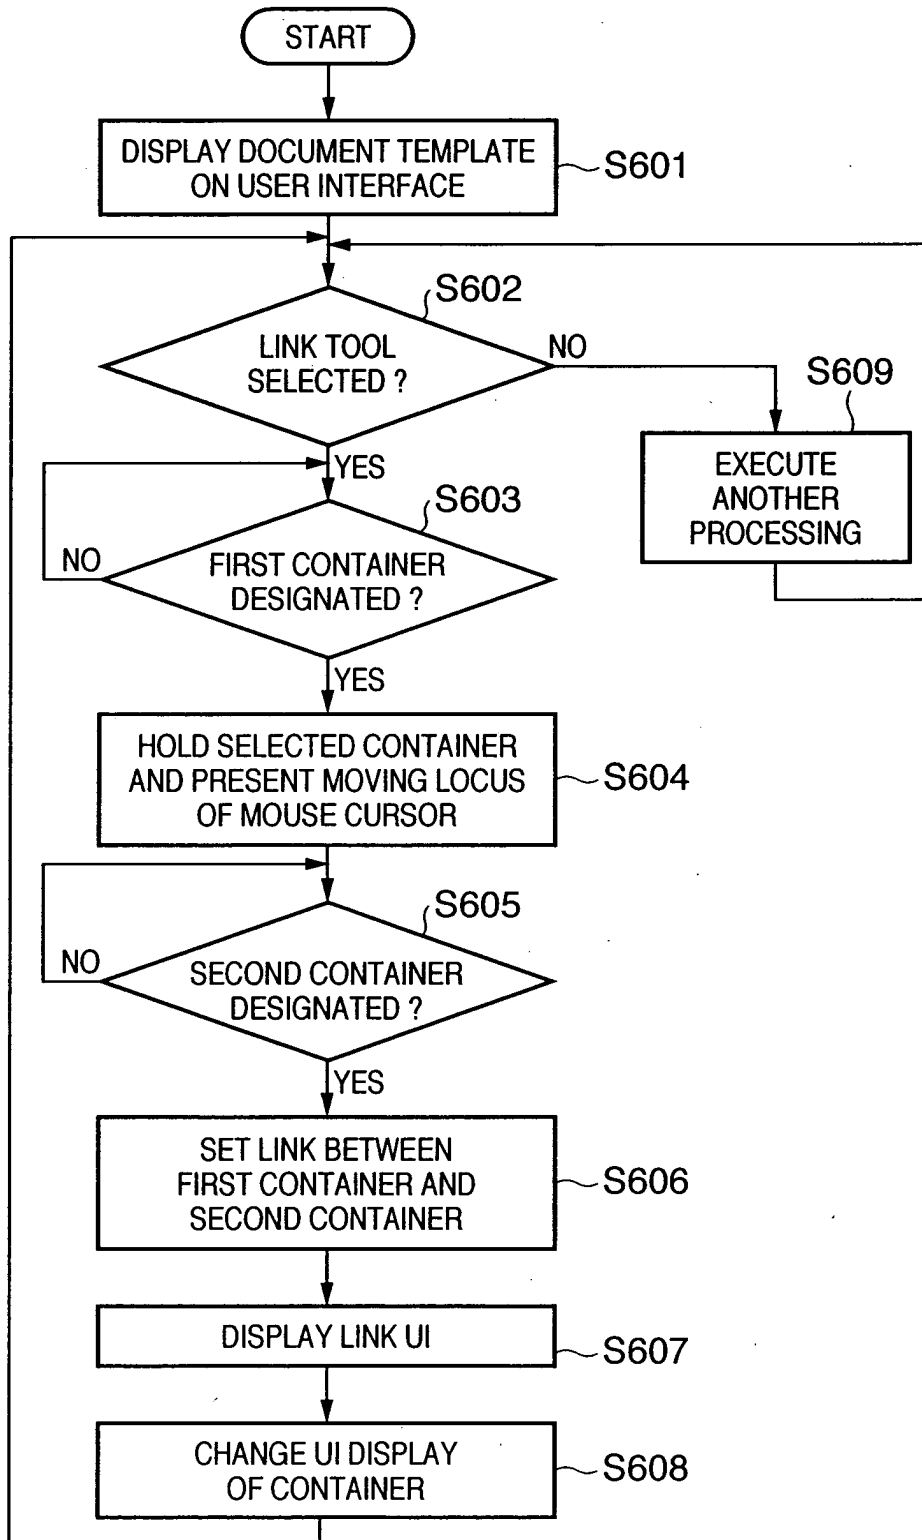 START
DISPLAY DOCUMENT TEMPLATE
ON USER INTERFACE
S601
S602
LINK TOOL
SELECTED ?
NO
YES
S609
EXECUTE
ANOTHER
PROCESSING
S603
FIRST CONTAINER
DESIGNATED ?
NO
YES
HOLD SELECTED CONTAINER
AND PRESENT MOVING LOCUS
OF MOUSE CURSOR
S604
S605
SECOND CONTAINER
DESIGNATED ?
NO
YES
SET LINK BETWEEN
FIRST CONTAINER AND
SECOND CONTAINER
S606
DISPLAY LINK UI
S607
CHANGE UI DISPLAY
OF CONTAINER
S608